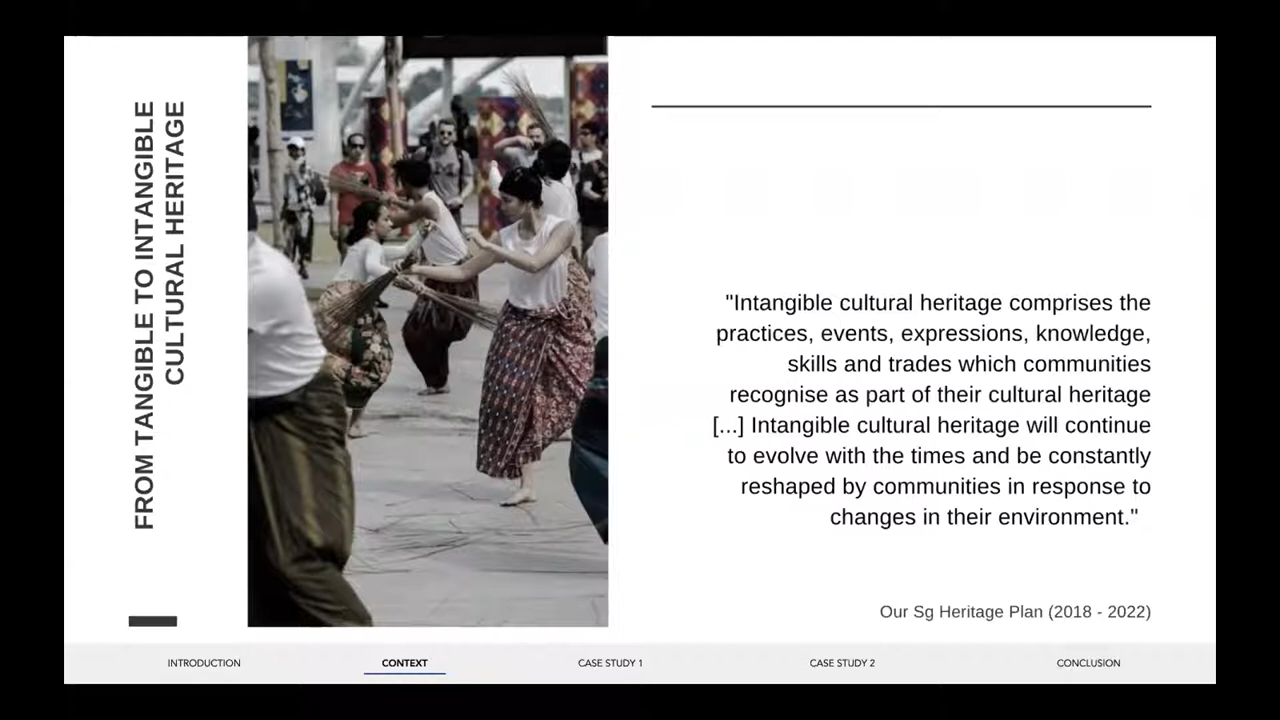 FROM TANGIBLE TO INTANGIBLE
CULTURAL HERITAGE
"Intangible cultural heritage comprises the
practices, events, expressions, knowledge,
skills and trades which communities
recognise as part of their cultural heritage
[...] Intangible cultural heritage will continue
to evolve with the times and be constantly
reshaped by communities in response to
changes in their environment."
Our Sg Heritage Plan (2018 - 2022)
INTRODUCTION
CONTEXT
CASE STUDY 1
CASE STUDY 2
CONCLUSION